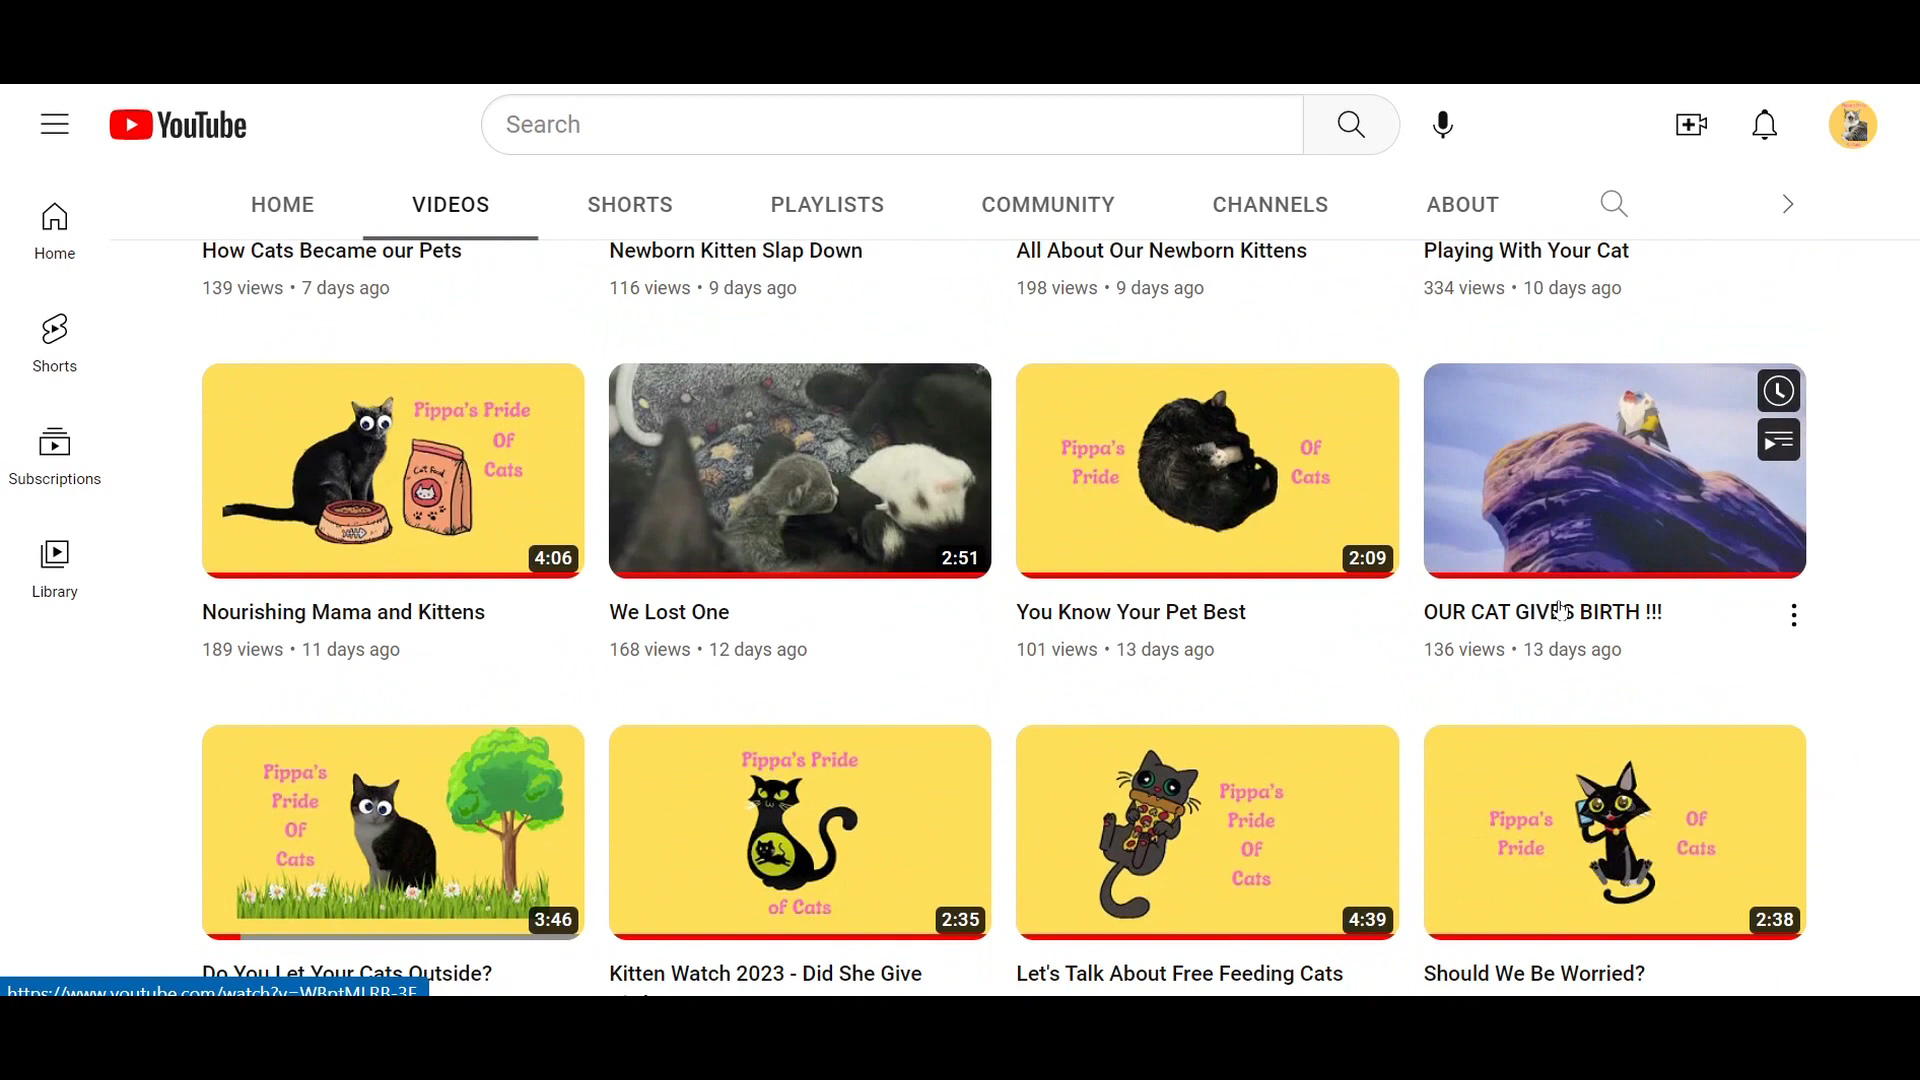 YouTube
Search
HOME VIDEOS SHORTS PLAYLISTS COMMUNITY CHANNELS ABOUT
Home
Shorts
Subscriptions
Library
How Cats Became our Pets
139 views • 7 days ago
Newborn Kitten Slap Down
116 views • 9 days ago
All About Our Newborn Kittens
198 views • 9 days ago
Playing With Your Cat
334 views • 10 days ago
Pippa's Pride
Of
Cats
Cat Food
4:06
Nourishing Mama and Kittens
189 views • 11 days ago
2:51
We Lost One
168 views • 12 days ago
Pippa's
Pride
Of
Cats
2:09
You Know Your Pet Best
101 views • 13 days ago
OUR CAT GIVES BIRTH !!!
136 views • 13 days ago
Pippa's
Pride
Of
Cats
3:46
Do You Let Your Cats Outside?
Pippa's Pride
of Cats
2:35
Kitten Watch 2023 - Did She Give
Pippa's
Pride
Of
Cats
4:39
Let's Talk About Free Feeding Cats
Pippa's
Pride
Of
Cats
2:38
Should We Be Worried?